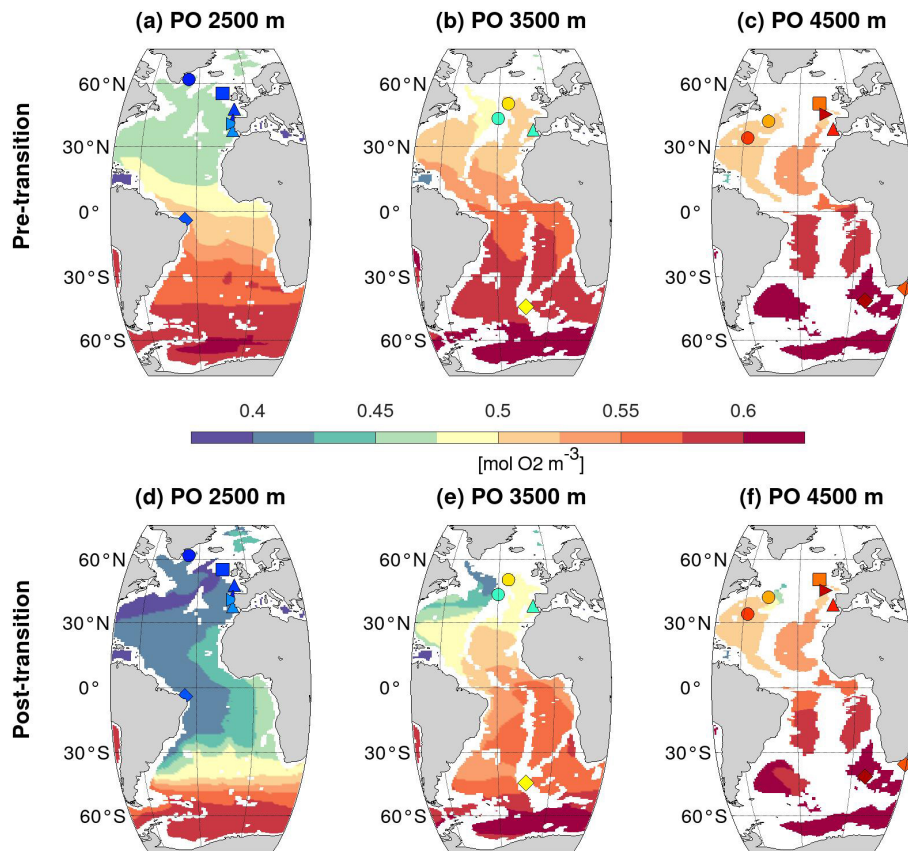 (a) PO 2500 m (b) PO 3500 m (c) PO 4500 m
Pre-transition
60°N 60°N 60°N
30°N 30°N 30°N
0° 0° 0°
30°S 30°S 30°S
60°S 60°S 60°S
0.4 0.45 0.5 0.55 0.6
[mol O2 m-3]
(d) PO 2500 m (e) PO 3500 m (f) PO 4500 m
Post-transition
60°N 60°N 60°N
30°N 30°N 30°N
0° 0° 0°
30°S 30°S 30°S
60°S 60°S 60°S